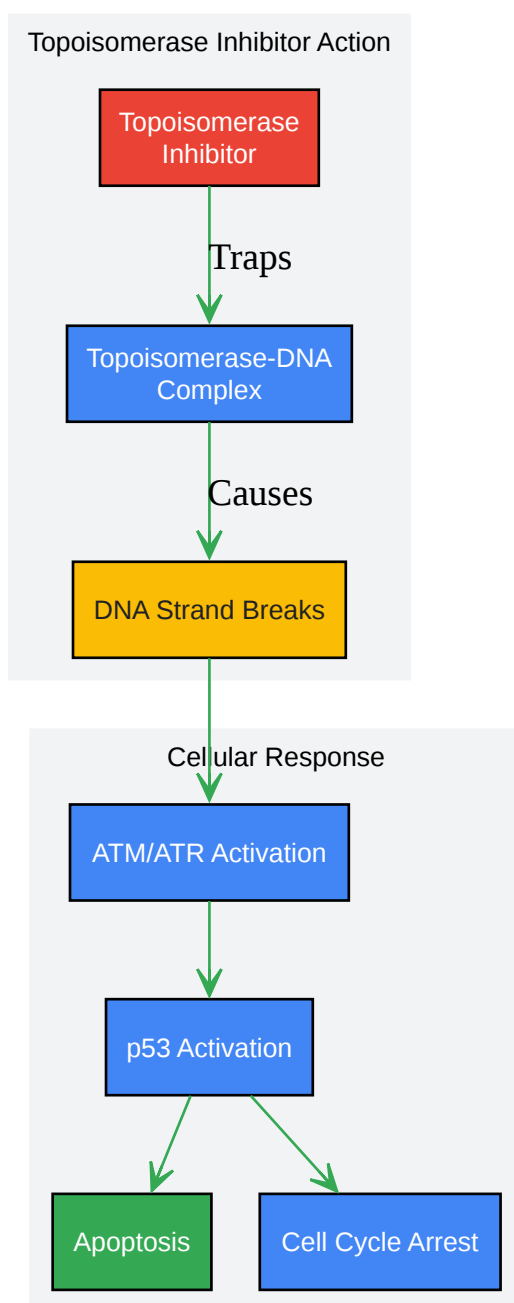 Topoisomerase Inhibitor Action
Topoisomerase
Inhibitor
Traps
Topoisomerase-DNA
Complex
Causes
DNA Strand Breaks
Cellular Response
ATM/ATR Activation
p53 Activation
Apoptosis
Cell Cycle Arrest